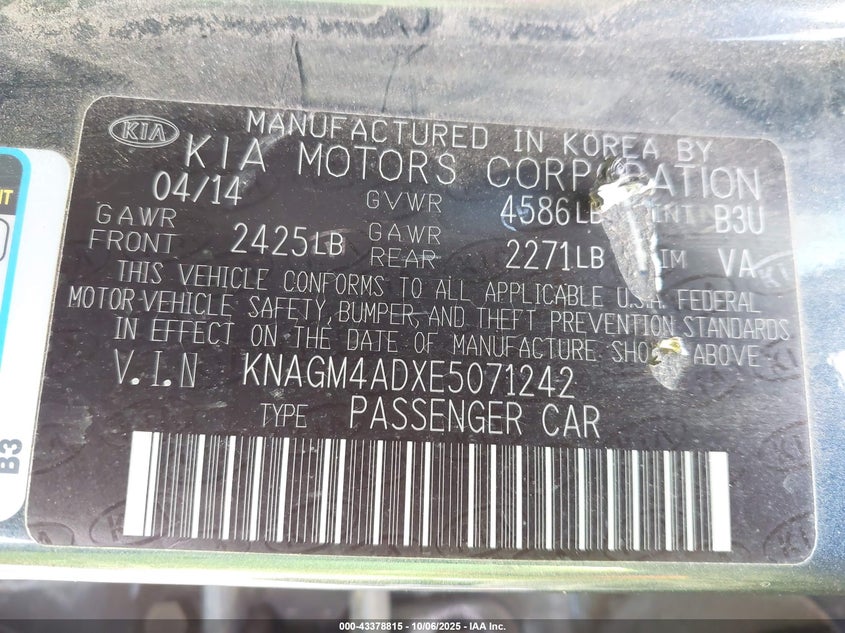 KIA
MANUFACTURED IN KOREA BY
KIA MOTORS CORPORATION
04/14 GVWR 4586LB B3U
GAWR FRONT 2425LB GAWR REAR 2271LB VA
THIS VEHICLE CONFORMS TO ALL APPLICABLE U.S.A. FEDERAL
MOTOR-VEHICLE SAFETY, BUMPER, AND THEFT PREVENTION STANDARDS
IN EFFECT ON THE DATE OF MANUFACTURE SHOWN ABOVE.
V.I.N KNAGM4ADXE5071242
TYPE PASSENGER CAR
B3
000-43378815 - 10/06/2025 - IAA Inc.